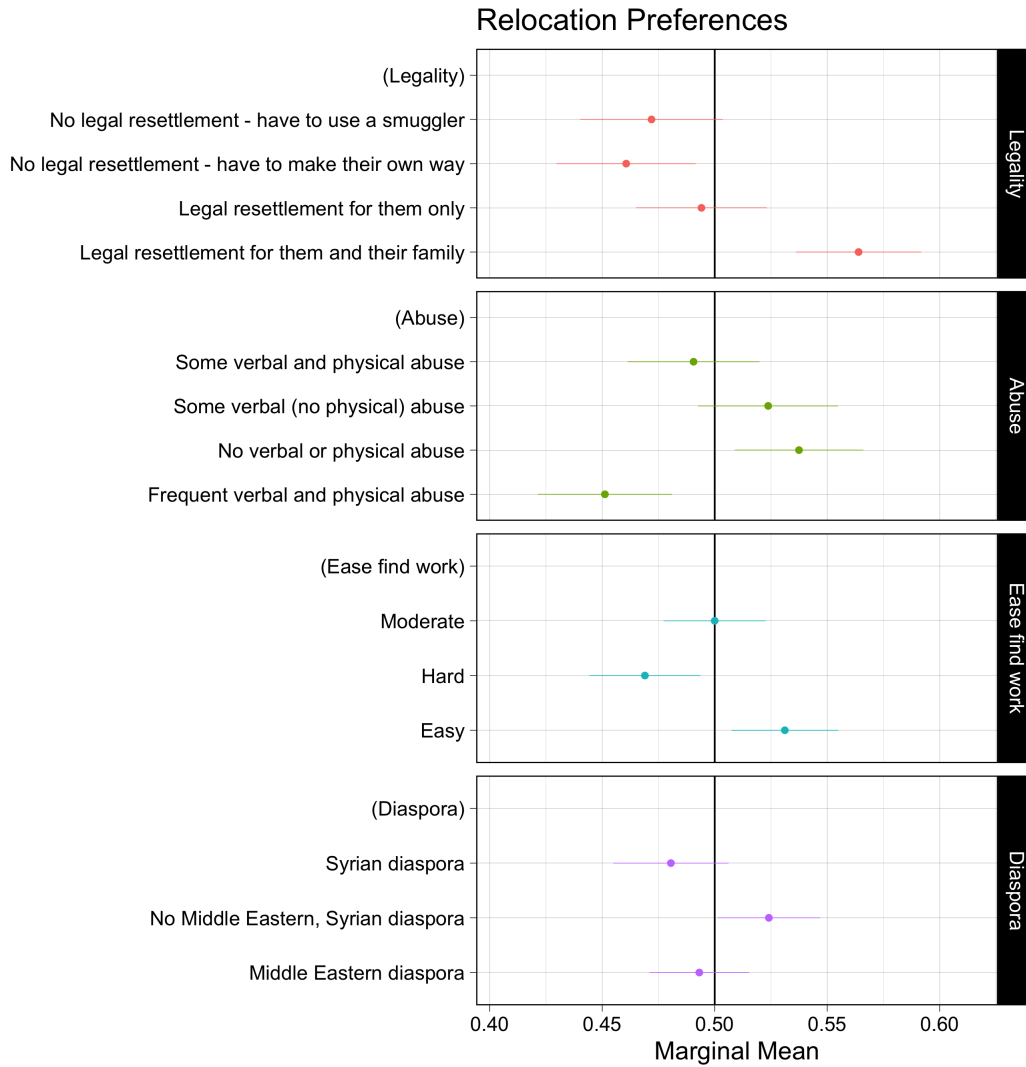 Relocation Preferences
(Legality)
No legal resettlement - have to use a smuggler
No legal resettlement - have to make their own way
Legal resettlement for them only
Legal resettlement for them and their family
Legality
(Abuse)
Some verbal and physical abuse
Some verbal (no physical) abuse
No verbal or physical abuse
Frequent verbal and physical abuse
Abuse
(Ease find work)
Moderate
Hard
Easy
Ease find work
(Diaspora)
Syrian diaspora
No Middle Eastern, Syrian diaspora
Middle Eastern diaspora
Diaspora
0.40 0.45 0.50 0.55 0.60
Marginal Mean